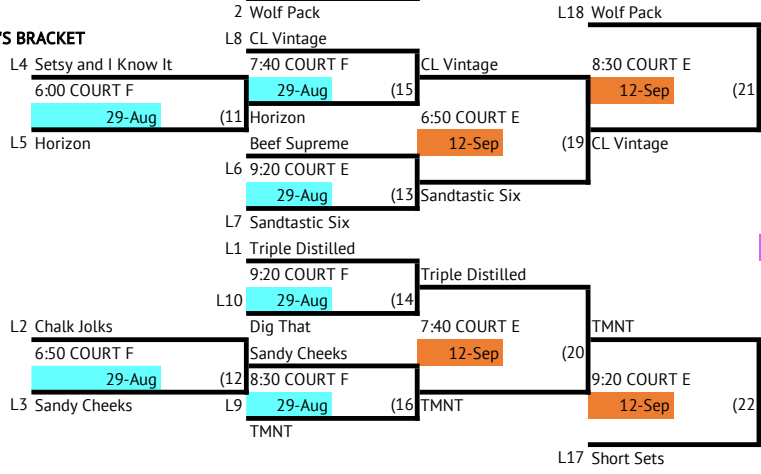 2 Wolf Pack
L18 Wolf Pack
'S BRACKET
L8 CL Vintage
L4 Setsy and I Know It
7:40 COURT F
CL Vintage
8:30 COURT E
6:00 COURT F
29-Aug (15
12-Sep (21
29-Aug (11
Horizon
6:50 COURT E
L5 Horizon
Beef Supreme
12-Sep (19
CL Vintage
L6 9:20 COURT E
29-Aug (13
Sandtastic Six
L7 Sandtastic Six
L1 Triple Distilled
9:20 COURT F
Triple Distilled
L10 29-Aug (14
L2 Chalk Jolks
Dig That
7:40 COURT E
TMNT
6:50 COURT F
Sandy Cheeks
12-Sep (20
29-Aug (12
8:30 COURT F
9:20 COURT E
L3 Sandy Cheeks
L9 29-Aug (16
TMNT
12-Sep (22
TMNT
L17 Short Sets